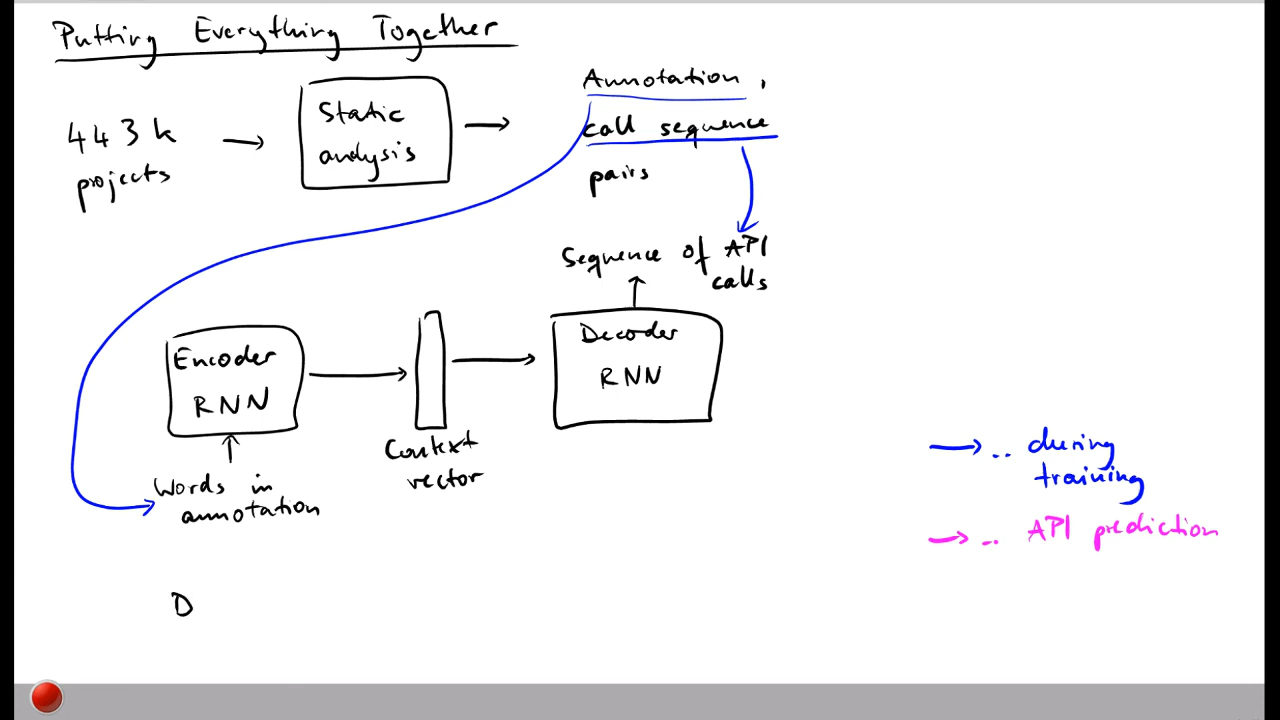 Putting Everything Together
443k
projects
Static
analysis
Annotation,
call sequence
pairs
Sequence of API
calls
Encoder
RNN
Context
vector
Decoder
RNN
Words in
annotation
.. during
training
.. API prediction
D